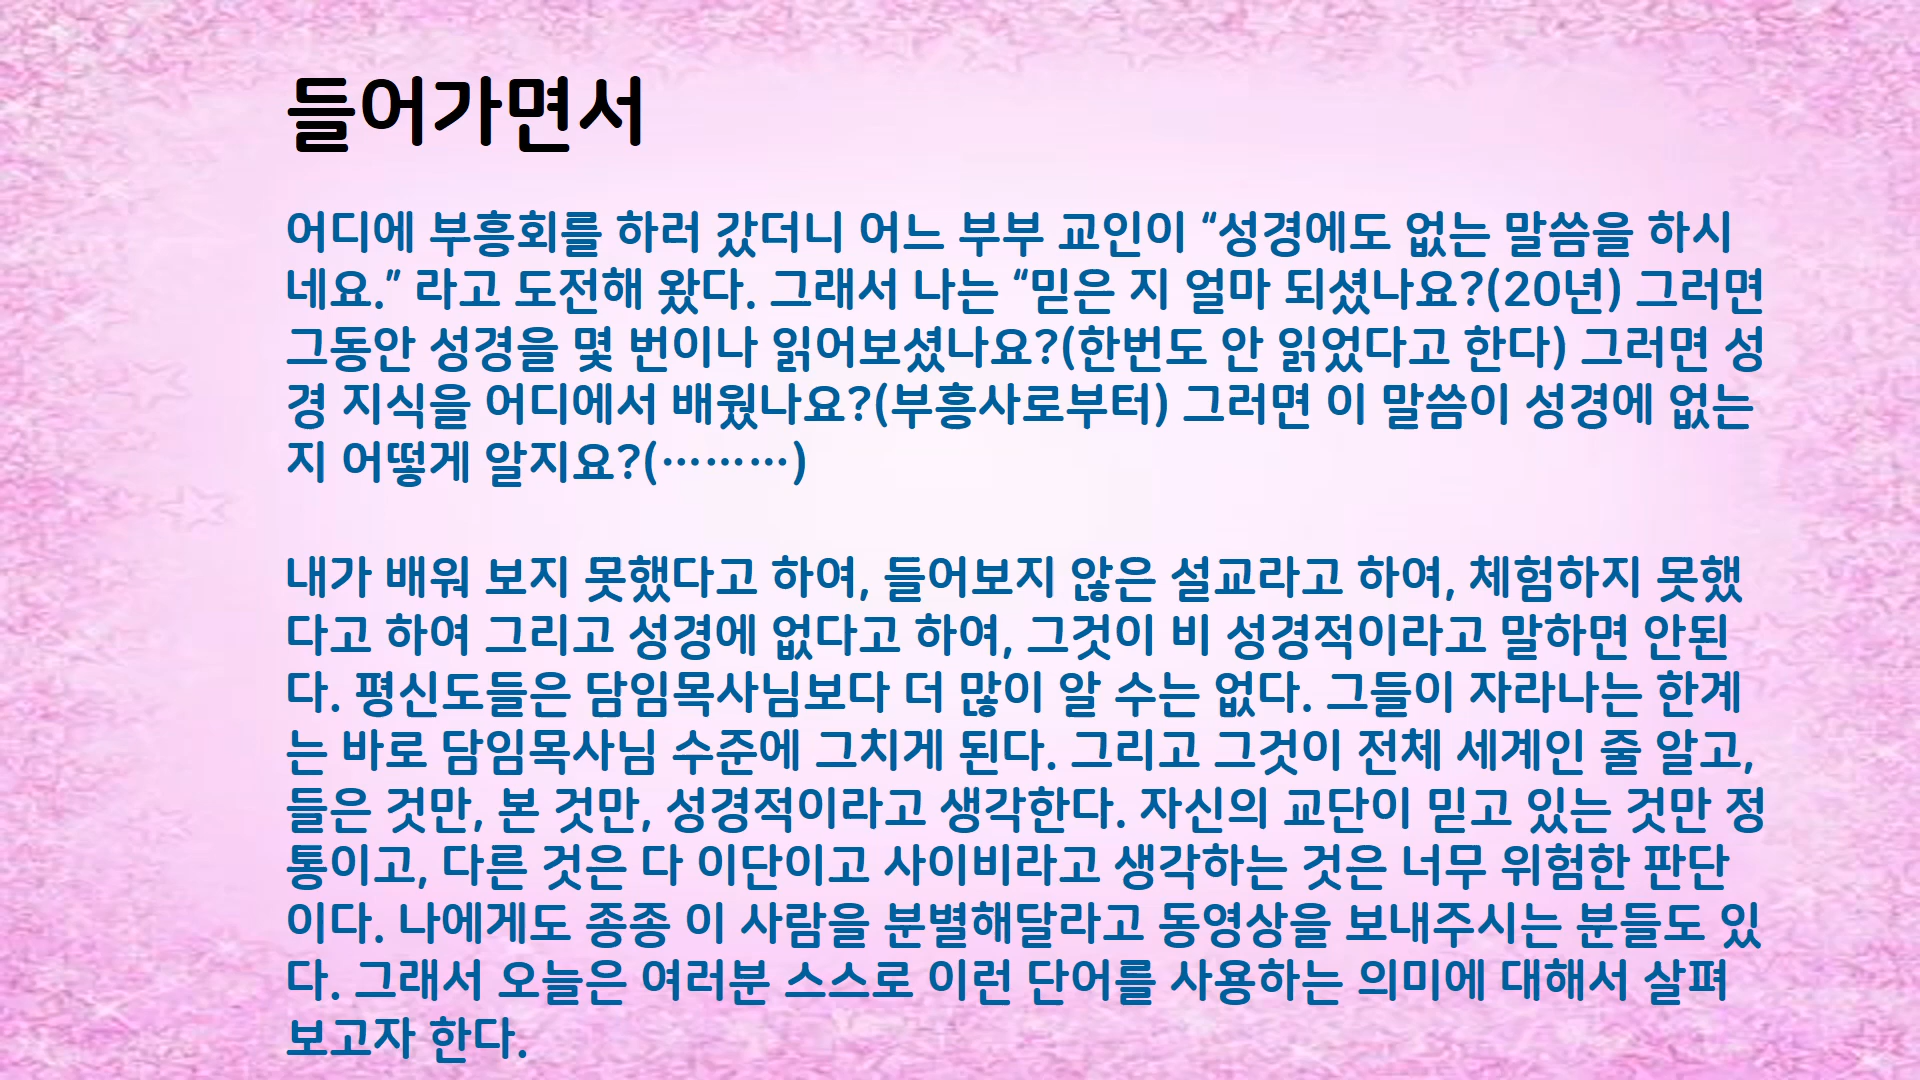 들어가면서
어디에 부흥회를 하러 갔더니 어느 부부 교인이 “성경에도 없는 말씀을 하시
네요.” 라고 도전해 왔다. 그래서 나는 “믿은 지 얼마 되셨나요?(20년) 그러면
그동안 성경을 몇 번이나 읽어보셨나요?(한번도 안 읽었다고 한다) 그러면 성
경 지식을 어디에서 배웠나요?(부흥사로부터) 그러면 이 말씀이 성경에 없는
지 어떻게 알지요?(………)
내가 배워 보지 못했다고 하여, 들어보지 않은 설교라고 하여, 체험하지 못했
다고 하여 그리고 성경에 없다고 하여, 그것이 비 성경적이라고 말하면 안된
다. 평신도들은 담임목사님보다 더 많이 알 수는 없다. 그들이 자라나는 한계
는 바로 담임목사님 수준에 그치게 된다. 그리고 그것이 전체 세계인 줄 알고,
들은 것만, 본 것만, 성경적이라고 생각한다. 자신의 교단이 믿고 있는 것만 정
통이고, 다른 것은 다 이단이고 사이비라고 생각하는 것은 너무 위험한 판단
이다. 나에게도 종종 이 사람을 분별해달라고 동영상을 보내주시는 분들도 있
다. 그래서 오늘은 여러분 스스로 이런 단어를 사용하는 의미에 대해서 살펴
보고자 한다.